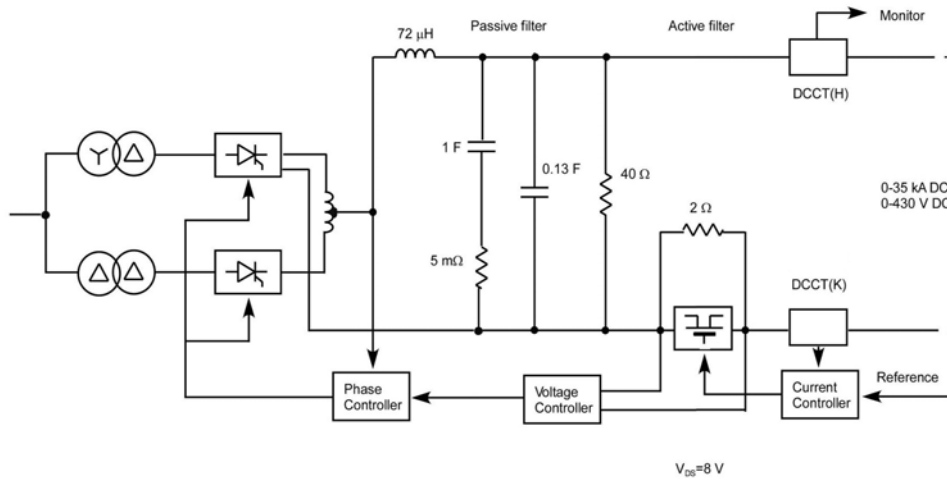 Monitor
72 μH
Passive filter
Active filter
DCCT(H)
1 F
0.13 F
40 Ω
0-35 kA DC
0-430 V DC
2 Ω
5 mΩ
DCCT(K)
Phase
Controller
Voltage
Controller
Current
Controller
Reference
V_DS=8 V